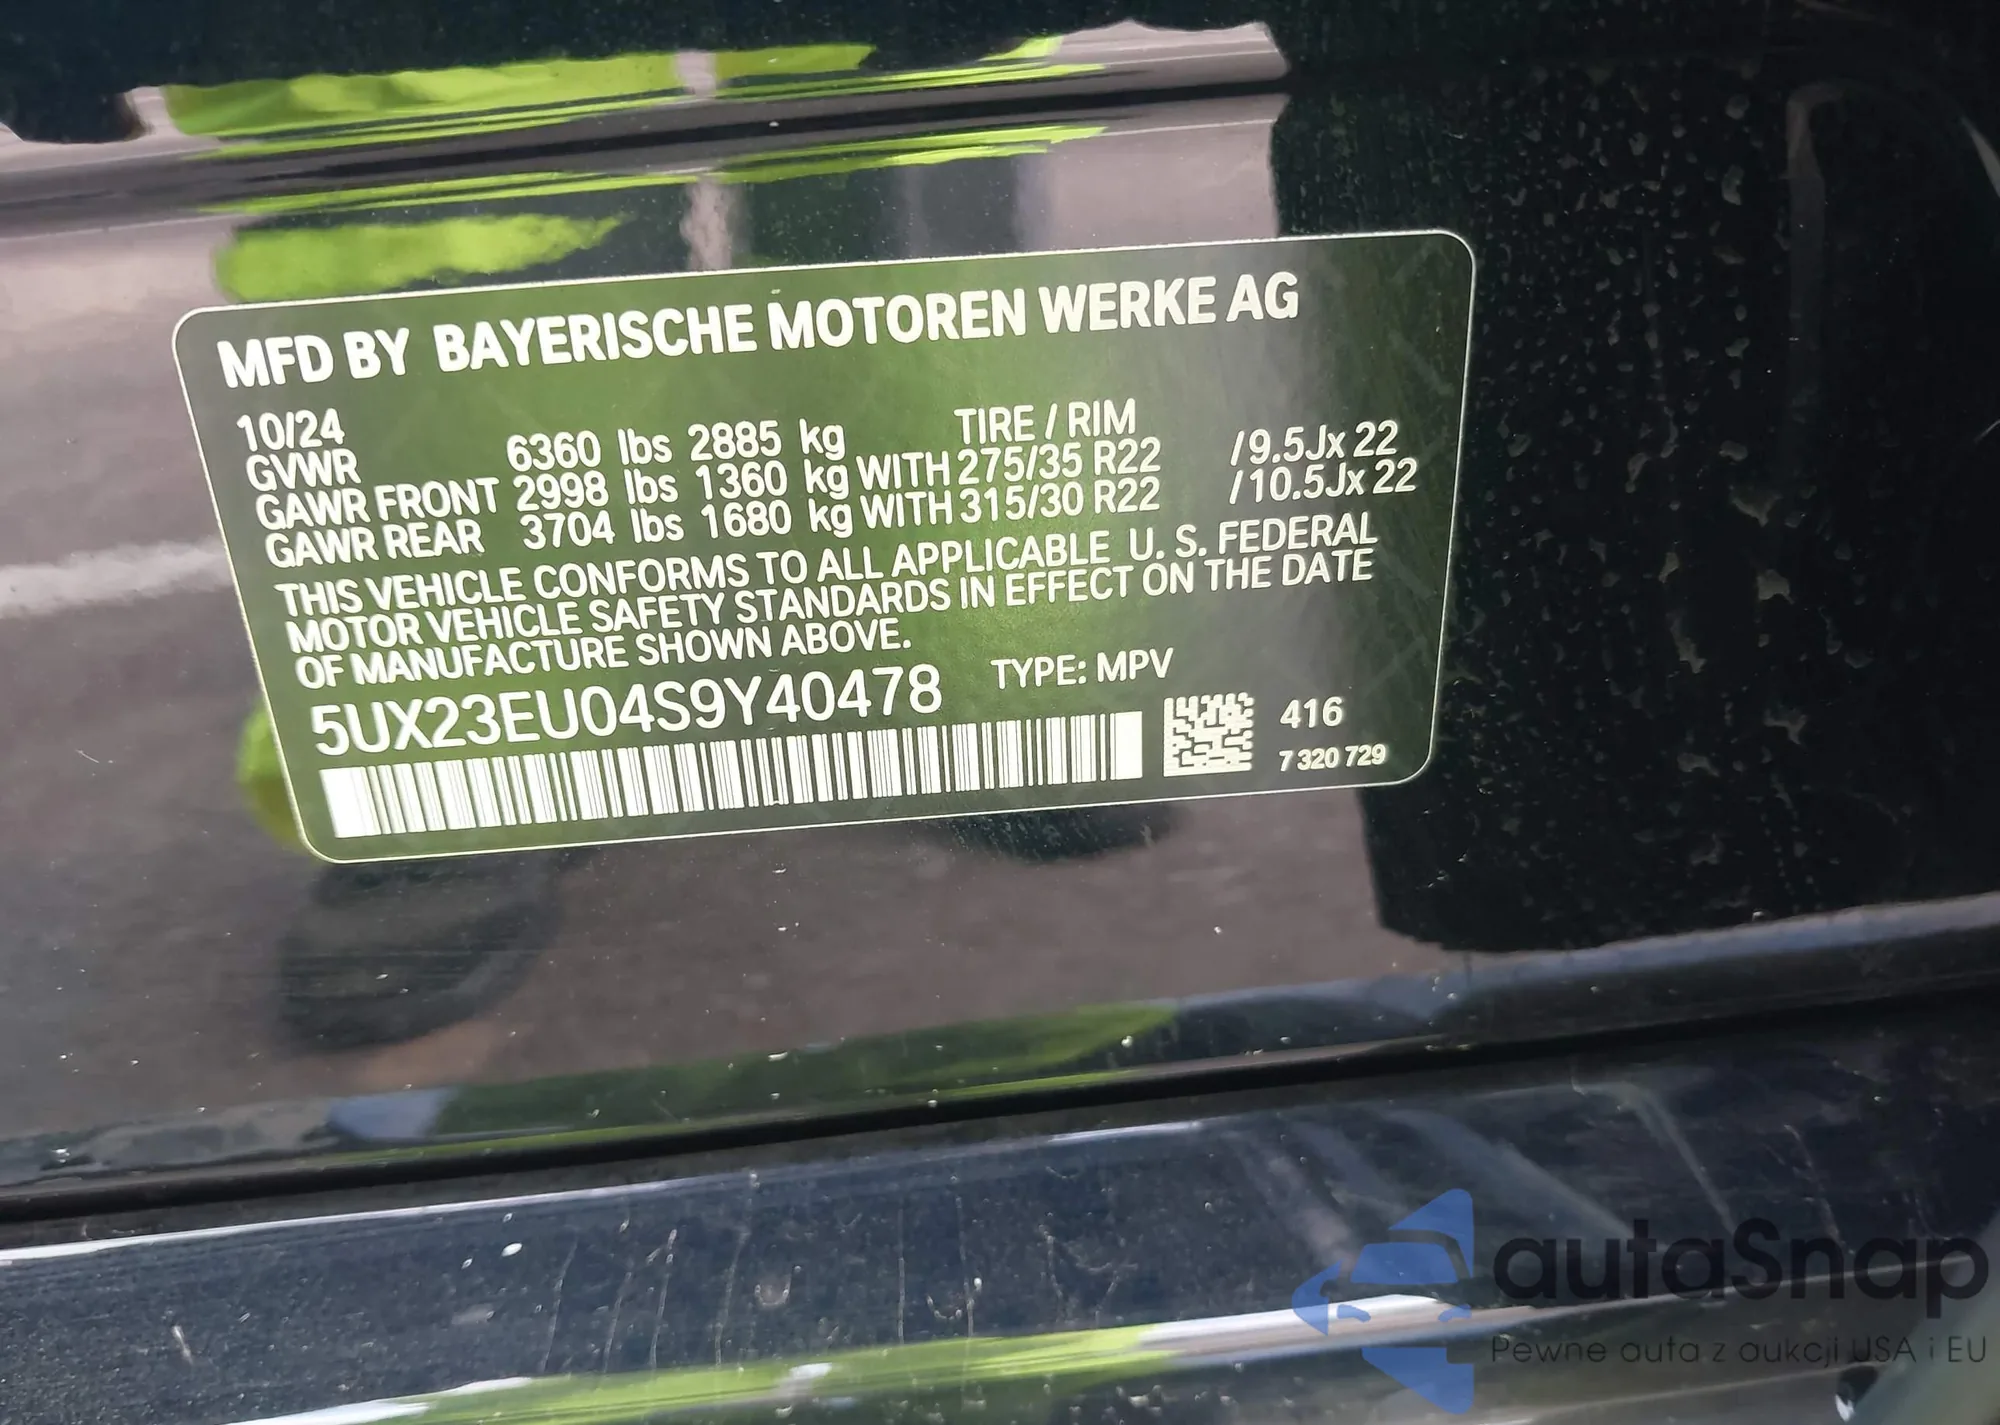 MFD BY BAYERISCHE MOTOREN WERKE AG
10/24 TIRE / RIM
GVWR 6360 lbs 2885 kg
GAWR FRONT 2998 lbs 1360 kg WITH 275/35 R22 /9.5Jx 22
GAWR REAR 3704 lbs 1680 kg WITH 315/30 R22 /10.5Jx 22
THIS VEHICLE CONFORMS TO ALL APPLICABLE U. S. FEDERAL
MOTOR VEHICLE SAFETY STANDARDS IN EFFECT ON THE DATE
OF MANUFACTURE SHOWN ABOVE.
5UX23EU04S9Y40478 TYPE: MPV
416
7 320 729
autaSnap
Pewne auta z aukcji USA i EU